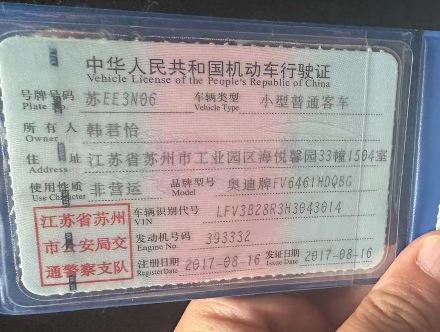 中华人民共和国机动车行驶证
Vehicle License of the People's Republic of China
号牌号码 苏EE3N06 车辆类型 小型普通客车
Plate Vehicle Type
所有人 韩君怡
Owner
住址 江苏省苏州市工业园区海悦馨园33幢1504室
Address
使用性质 非营运 品牌型号 奥迪牌FV6461HDQBG
Use Character Model
江苏省苏州 车辆识别代号 LFV3B28R3H3043014
VIN
市公安局交 发动机号码 393332
Engine No.
通警察支队 注册日期 2017-08-16 发证日期 2017-08-16
Register Date Issue Date